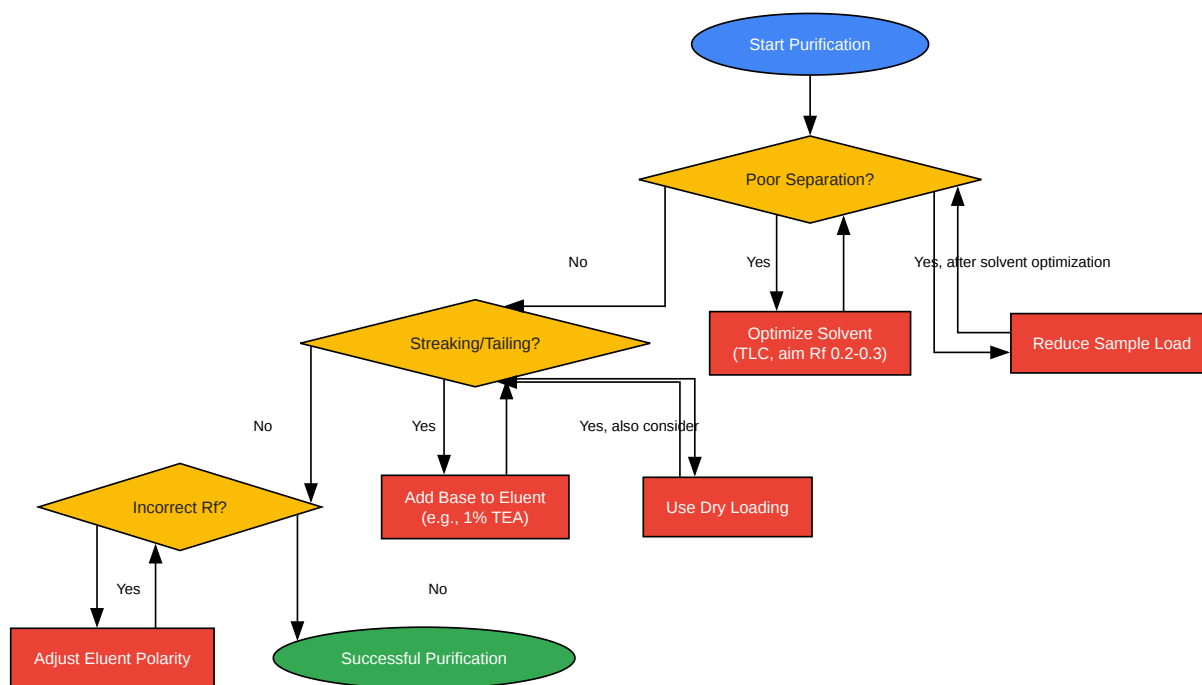 Start Purification
Poor Separation?
No
Yes
Yes, after solvent optimization
Optimize Solvent
(TLC, aim Rf 0.2-0.3)
Reduce Sample Load
Streaking/Tailing?
No
Yes
Yes, also consider
Add Base to Eluent
(e.g., 1% TEA)
Use Dry Loading
Incorrect Rf?
Yes
No
Adjust Eluent Polarity
Successful Purification